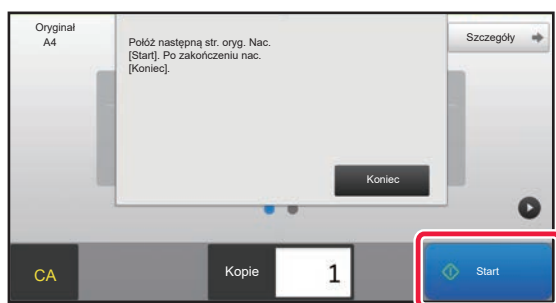 Oryginał
A4
Połóż następną str. oryg. Nac.
[Start]. Po zakończeniu nac.
[Koniec].
Szczegóły
Koniec
CA
Kopie
1
Start